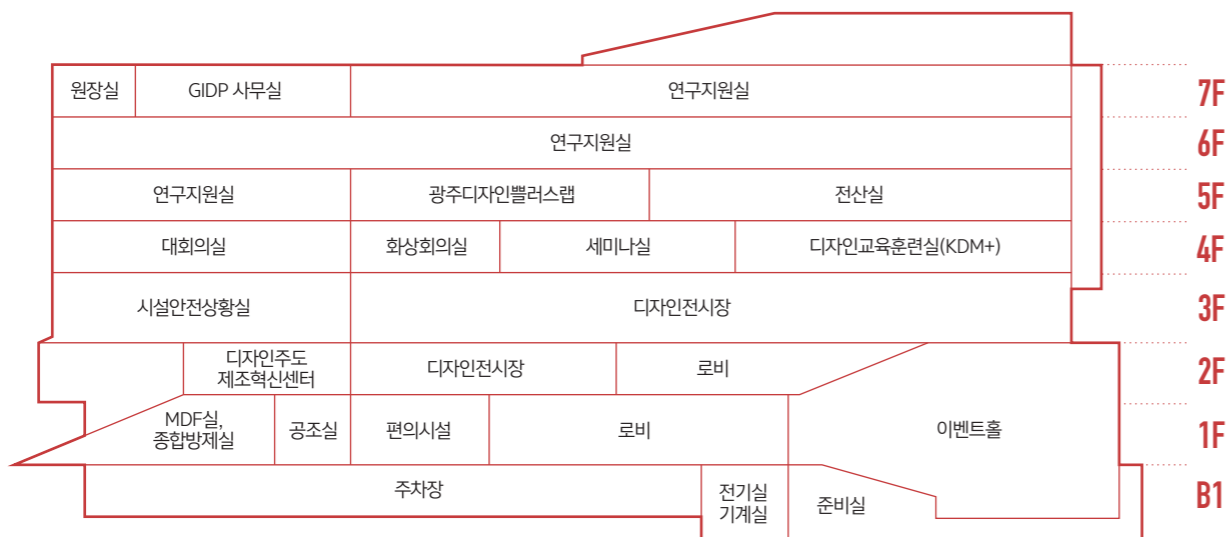 원장실
GIDP 사무실
연구지원실
7F
연구지원실
6F
연구지원실
광주디자인쁠러스랩
전산실
5F
대회의실
화상회의실
세미나실
디자인교육훈련실(KDM+)
4F
시설안전상황실
디자인전시장
3F
디자인주도
제조혁신센터
디자인전시장
로비
2F
MDF실,
종합방제실
공조실
편의시설
로비
이벤트홀
1F
주차장
전기실
기계실
준비실
B1